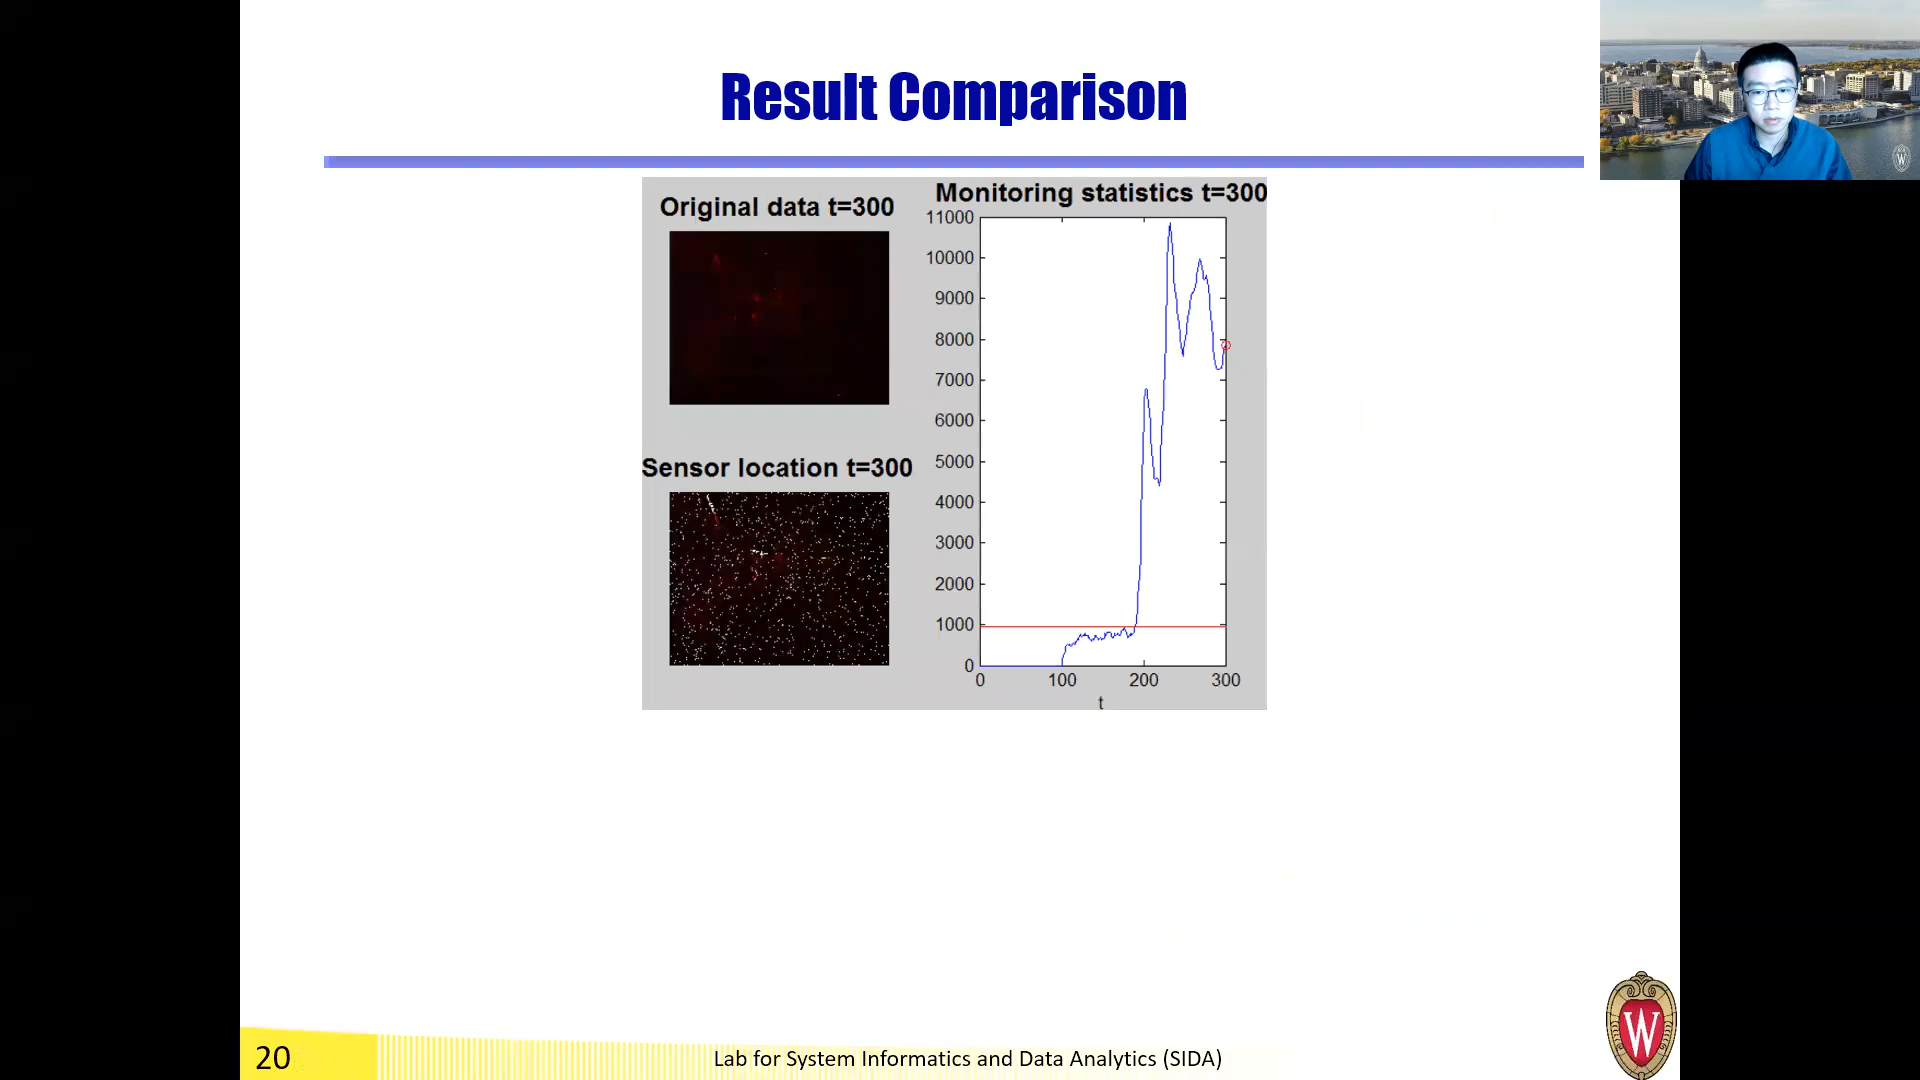 Result Comparison
Original data t=300
Monitoring statistics t=300
11000
10000
9000
8000
7000
6000
5000
4000
3000
2000
1000
0
0 100 200 300
t
Sensor location t=300
20
Lab for System Informatics and Data Analytics (SIDA)
W
W